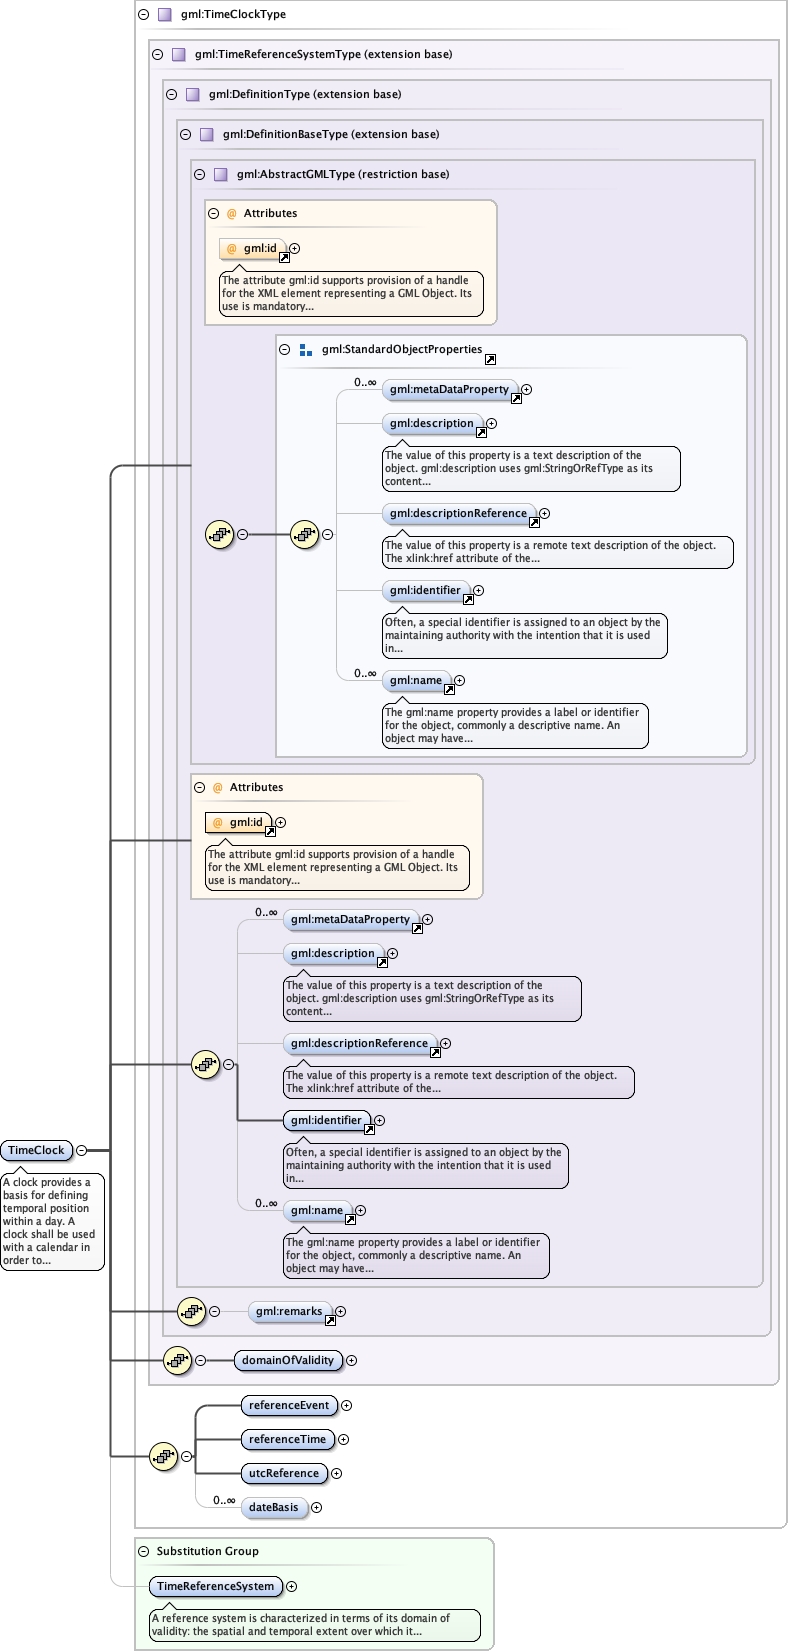 gml:TimeClockType
gml:TimeReferenceSystemType (extension base)
gml:DefinitionType (extension base)
gml:DefinitionBaseType (extension base)
gml:AbstractGMLType (restriction base)
@ Attributes
@ gml:id
The attribute gml:id supports provision of a handle
for the XML element representing a GML Object. Its
use is mandatory...
gml:StandardObjectProperties
0..∞
gml:metaDataProperty
gml:description
The value of this property is a text description of the
object. gml:description uses gml:StringOrRefType as its
content...
gml:descriptionReference
The value of this property is a remote text description of the object.
The xlink:href attribute of the...
gml:identifier
Often, a special identifier is assigned to an object by the
maintaining authority with the intention that it is used
in...
0..∞
gml:name
The gml:name property provides a label or identifier
for the object, commonly a descriptive name. An
object may have...
@ Attributes
@ gml:id
The attribute gml:id supports provision of a handle
for the XML element representing a GML Object. Its
use is mandatory...
0..∞
gml:metaDataProperty
gml:description
The value of this property is a text description of the
object. gml:description uses gml:StringOrRefType as its
content...
gml:descriptionReference
The value of this property is a remote text description of the object.
The xlink:href attribute of the...
gml:identifier
Often, a special identifier is assigned to an object by the
maintaining authority with the intention that it is used
in...
0..∞
gml:name
The gml:name property provides a label or identifier
for the object, commonly a descriptive name. An
object may have...
TimeClock
A clock provides a
basis for defining
temporal position
within a day. A
clock shall be used
with a calendar in
order to...
gml:remarks
domainOfValidity
referenceEvent
referenceTime
utcReference
0..∞
dateBasis
Substitution Group
TimeReferenceSystem
A reference system is characterized in terms of its domain of
validity: the spatial and temporal extent over which it...